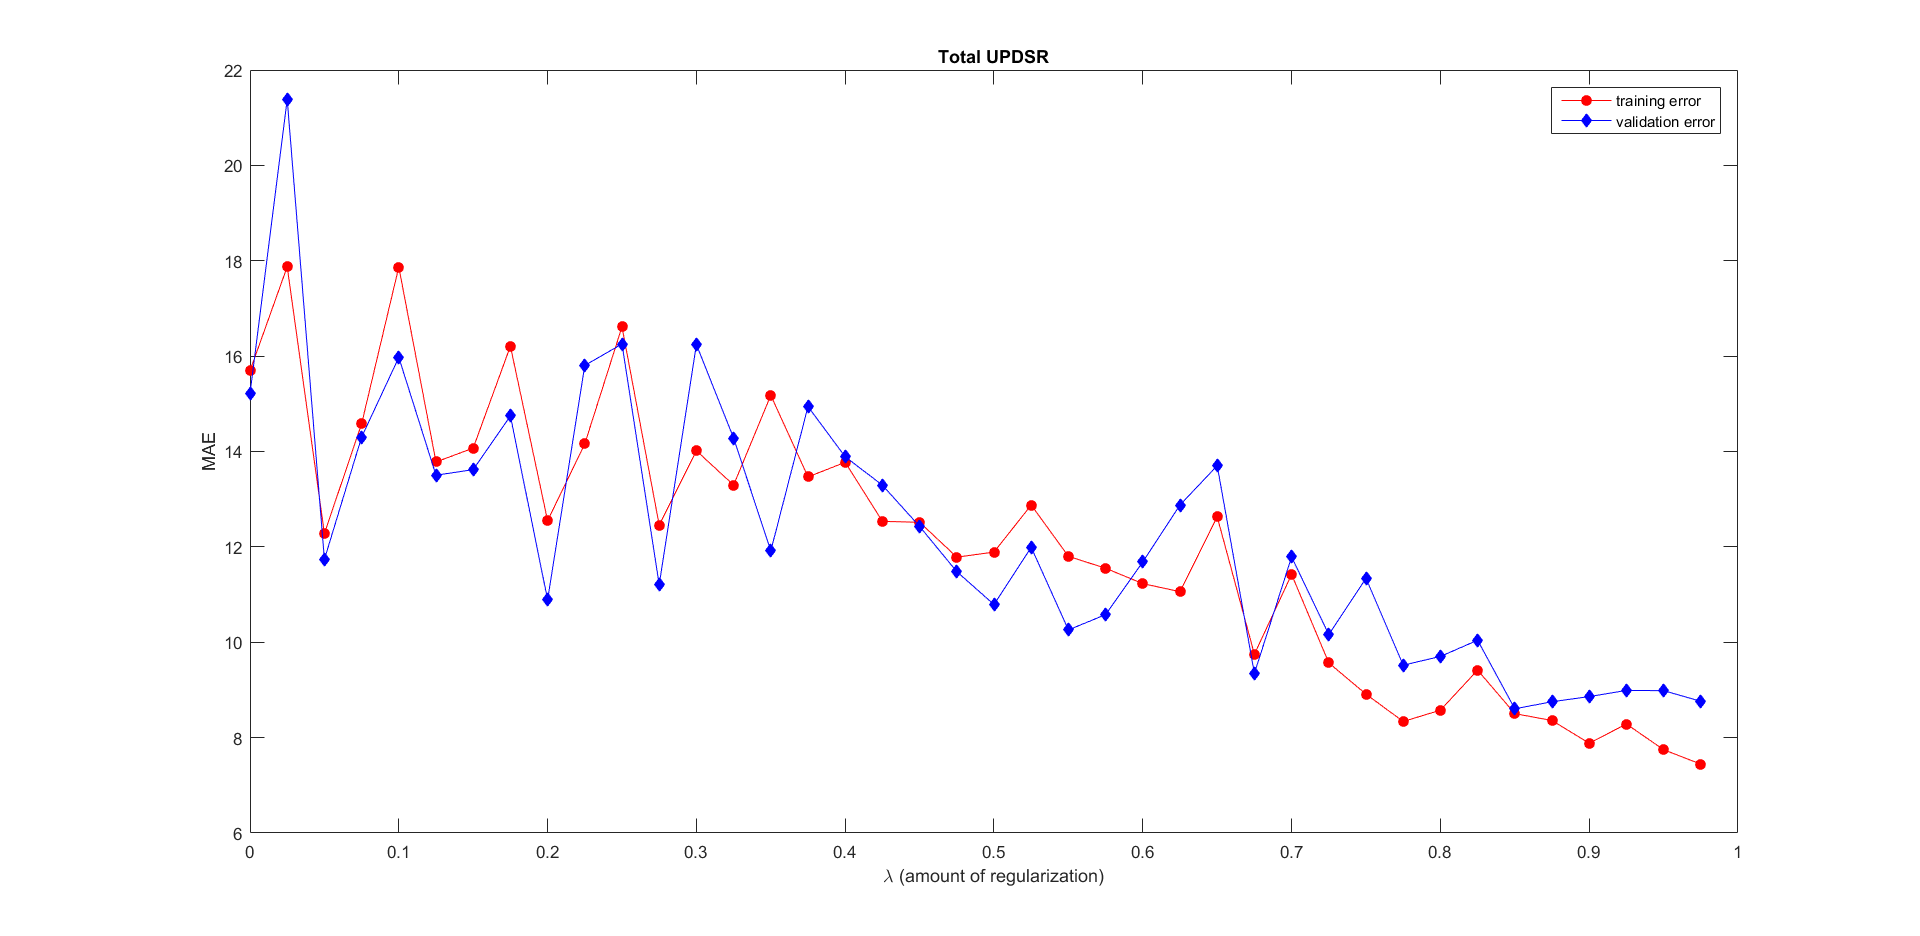 Total UPDSR
22
20
18
16
14
12
10
8
6
MAE
training error
validation error
0 0.1 0.2 0.3 0.4 0.5 0.6 0.7 0.8 0.9 1
λ (amount of regularization)